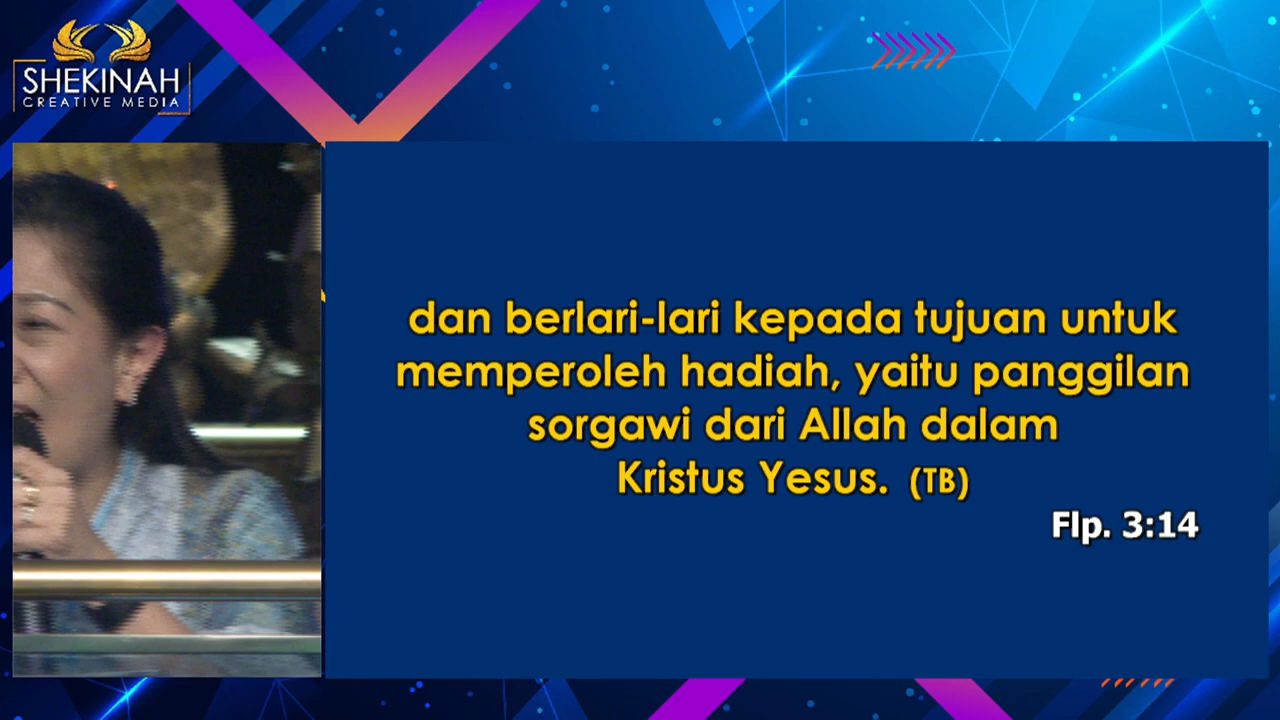 SHEKINAH
CREATIVE MEDIA
dan berlari-lari kepada tujuan untuk
memperoleh hadiah, yaitu panggilan
sorgawi dari Allah dalam
Kristus Yesus. (TB)
Flp. 3:14